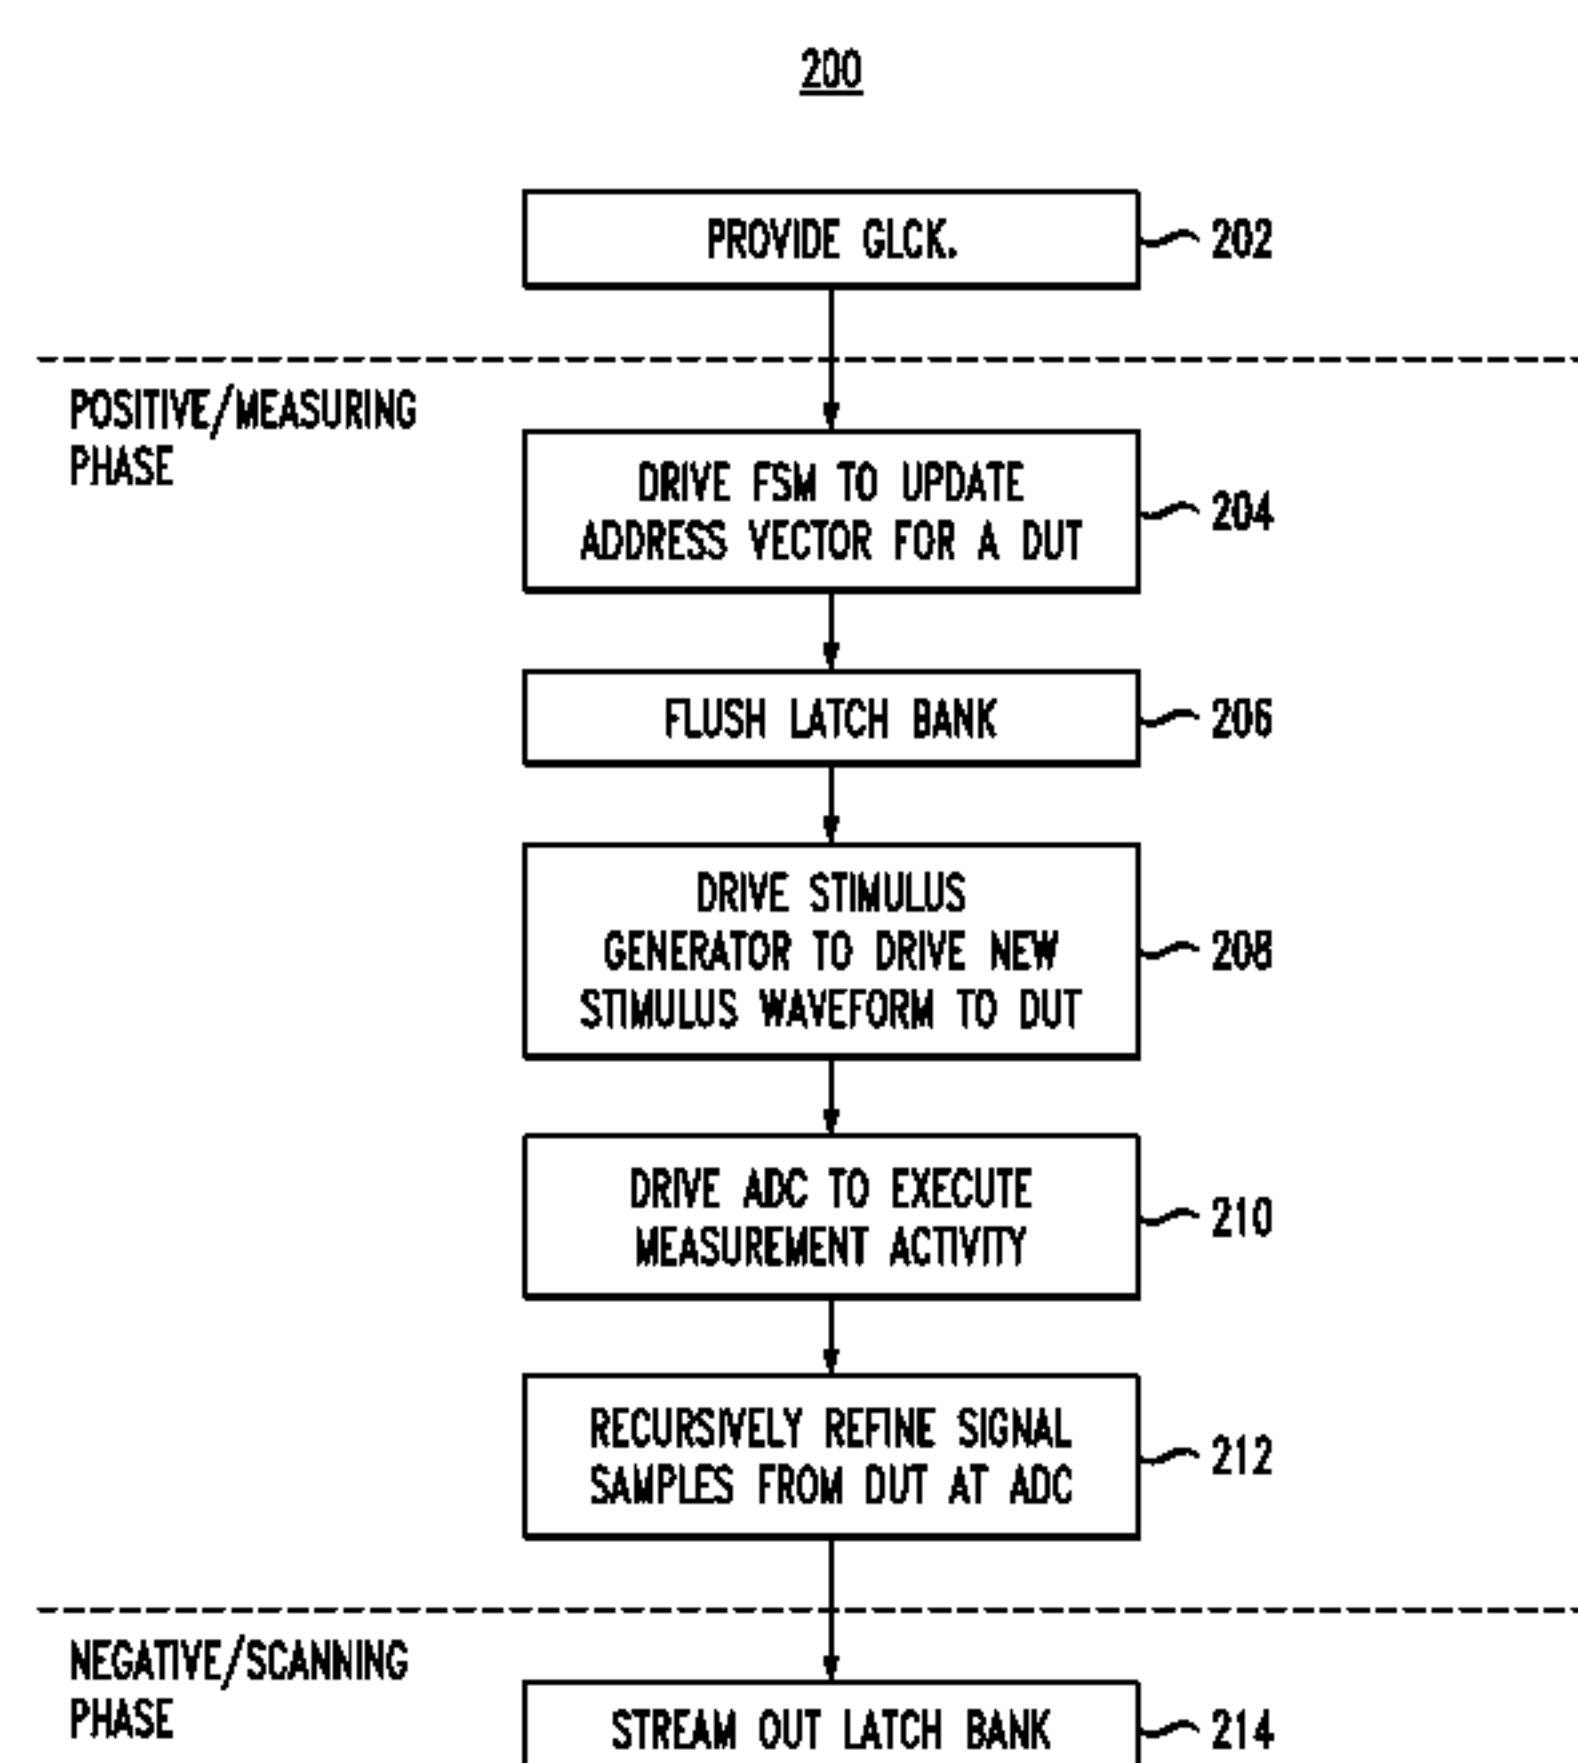 200
PROVIDE GLCK.
202
POSITIVE/MEASURING
PHASE
DRIVE FSM TO UPDATE
ADDRESS VECTOR FOR A DUT
204
FLUSH LATCH BANK
206
DRIVE STIMULUS
GENERATOR TO DRIVE NEW
STIMULUS WAVEFORM TO DUT
208
DRIVE ADC TO EXECUTE
MEASUREMENT ACTIVITY
210
RECURSIVELY REFINE SIGNAL
SAMPLES FROM DUT AT ADC
212
NEGATIVE/SCANNING
PHASE
STREAM OUT LATCH BANK
214